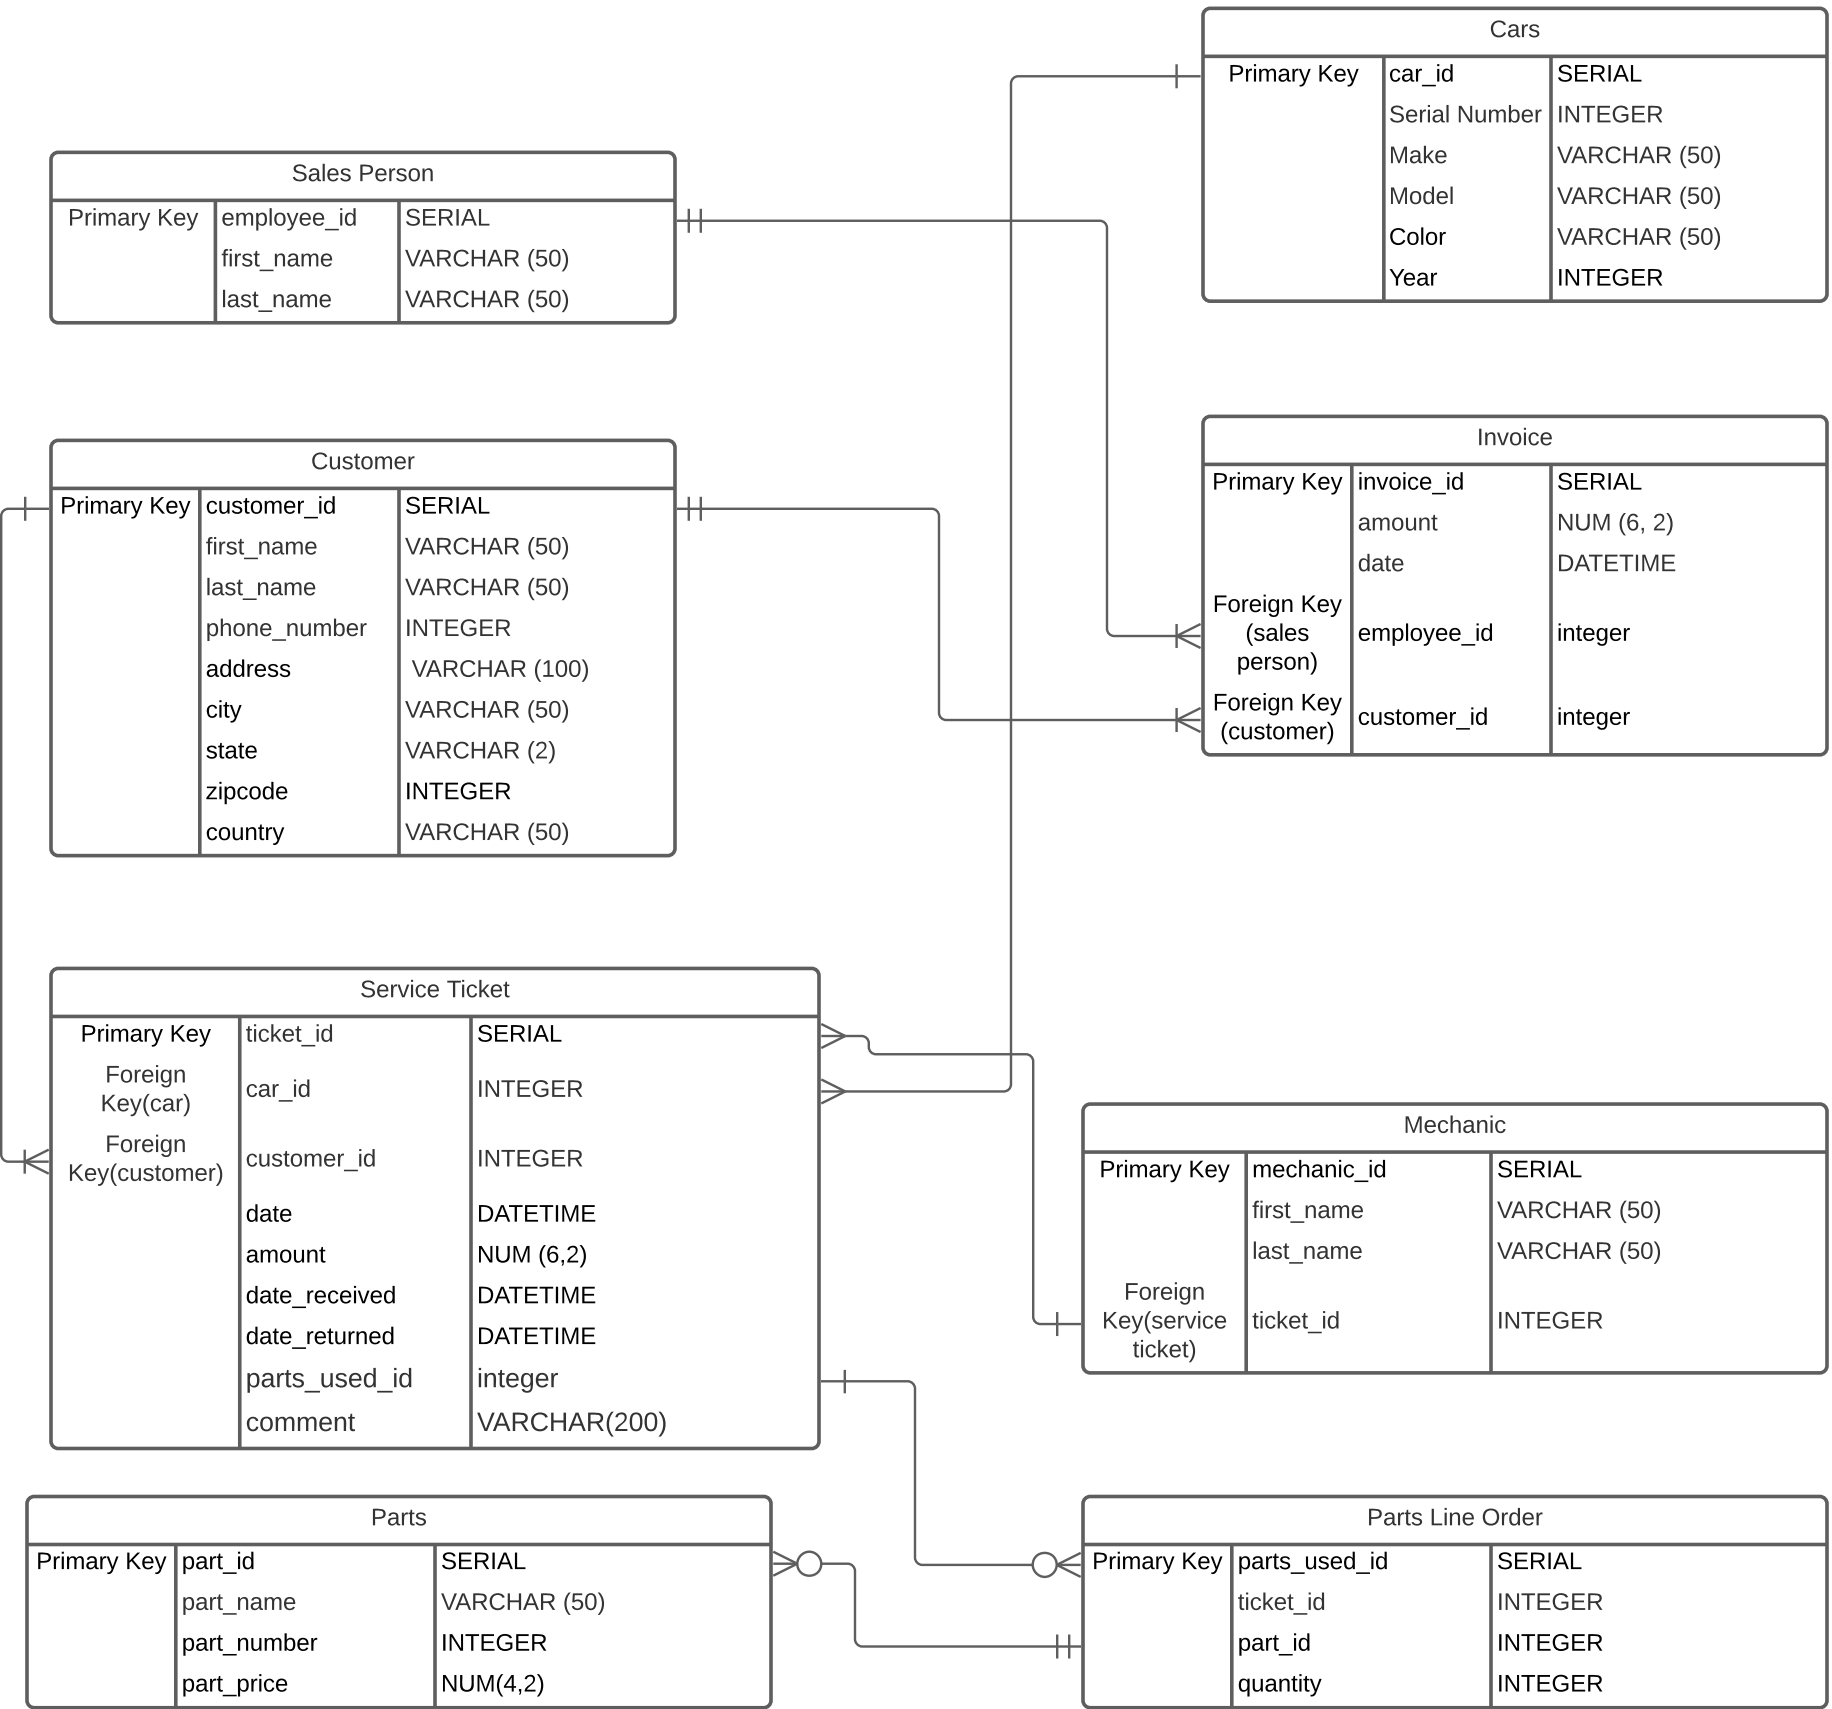 Cars
Primary Key car_id SERIAL
Serial Number INTEGER
Make VARCHAR (50)
Model VARCHAR (50)
Color VARCHAR (50)
Year INTEGER
Sales Person
Primary Key employee_id SERIAL
first_name VARCHAR (50)
last_name VARCHAR (50)
Customer
Primary Key customer_id SERIAL
first_name VARCHAR (50)
last_name VARCHAR (50)
phone_number INTEGER
address VARCHAR (100)
city VARCHAR (50)
state VARCHAR (2)
zipcode INTEGER
country VARCHAR (50)
Invoice
Primary Key invoice_id SERIAL
amount NUM (6, 2)
date DATETIME
Foreign Key
(sales employee_id integer
person)
Foreign Key
(customer) customer_id integer
Service Ticket
Primary Key ticket_id SERIAL
Foreign
Key(car) car_id INTEGER
Foreign
Key(customer) customer_id INTEGER
date DATETIME
amount NUM (6,2)
date_received DATETIME
date_returned DATETIME
parts_used_id integer
comment VARCHAR(200)
Mechanic
Primary Key mechanic_id SERIAL
first_name VARCHAR (50)
last_name VARCHAR (50)
Foreign
Key(service ticket_id INTEGER
ticket)
Parts
Primary Key part_id SERIAL
part_name VARCHAR (50)
part_number INTEGER
part_price NUM(4,2)
Parts Line Order
Primary Key parts_used_id SERIAL
ticket_id INTEGER
part_id INTEGER
quantity INTEGER